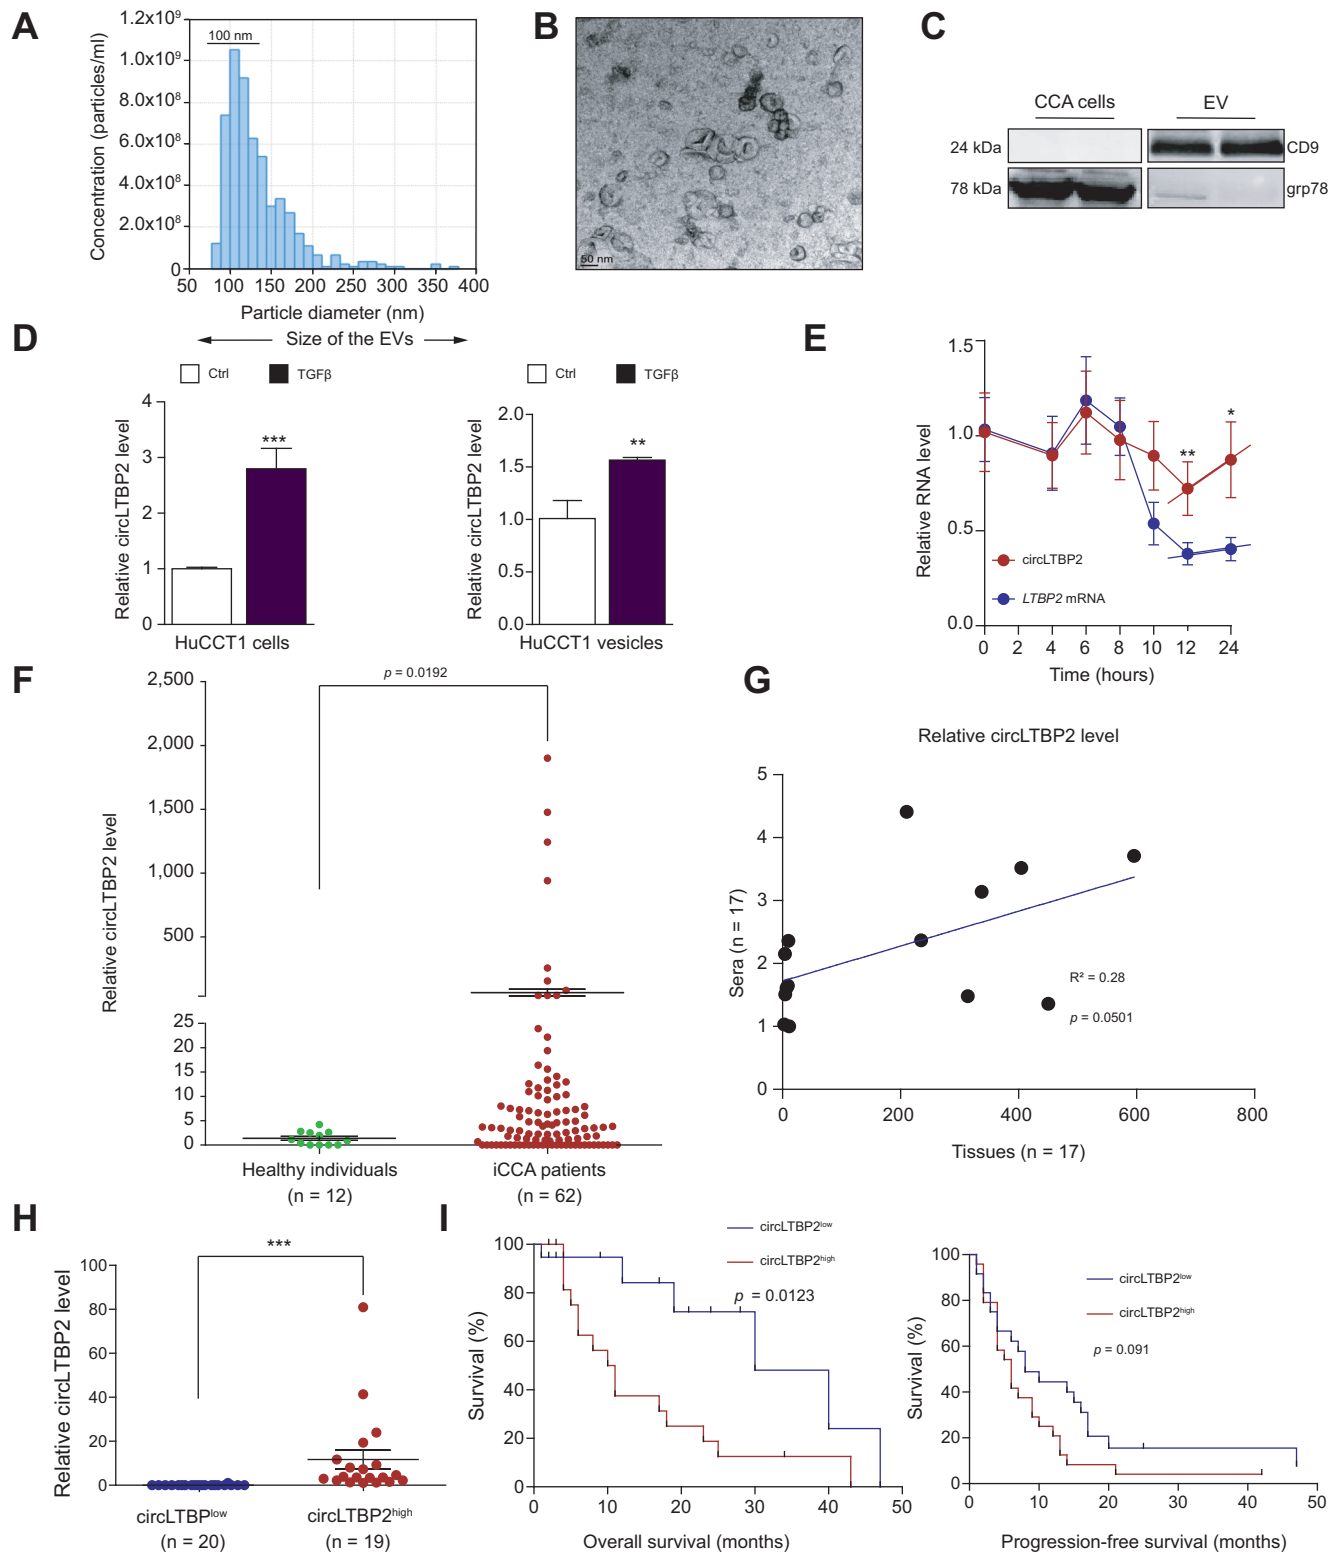 A
1.2x10⁹
1.0x10⁹
8.0x10⁸
6.0x10⁸
4.0x10⁸
2.0x10⁸
0
Concentration (particles/ml)
100 nm
50 100 150 200 250 300 350 400
Particle diameter (nm)
Size of the EVs
B
50 nm
C
CCA cells EV
24 kDa CD9
78 kDa grp78
D
Ctrl TGFβ
4
3
2
1
0
Relative circLTBP2 level
***
HuCCT1 cells
Ctrl TGFβ
2.0
1.5
1.0
0.5
0.0
Relative circLTBP2 level
**
HuCCT1 vesicles
E
1.5
1.0
0.5
0.0
Relative RNA level
*
**
circLTBP2
LTBP2 mRNA
0 2 4 6 8 10 12 24
Time (hours)
F
p = 0.0192
2,500
2,000
1,500
1,000
500
25
20
15
10
5
0
Relative circLTBP2 level
Healthy individuals
(n = 12)
iCCA patients
(n = 62)
G
Relative circLTBP2 level
5
4
3
2
1
0
Sera (n = 17)
R² = 0.28
p = 0.0501
0 200 400 600 800
Tissues (n = 17)
H
***
100
80
60
40
20
0
Relative circLTBP2 level
circLTBPˡᵒʷ
(n = 20)
circLTBP2ʰⁱᵍʰ
(n = 19)
I
circLTBP2ˡᵒʷ
circLTBP2ʰⁱᵍʰ
p = 0.0123
100
80
60
40
20
0
Survival (%)
0 10 20 30 40 50
Overall survival (months)
circLTBP2ˡᵒʷ
circLTBP2ʰⁱᵍʰ
p = 0.091
100
80
60
40
20
0
Survival (%)
0 10 20 30 40 50
Progression-free survival (months)